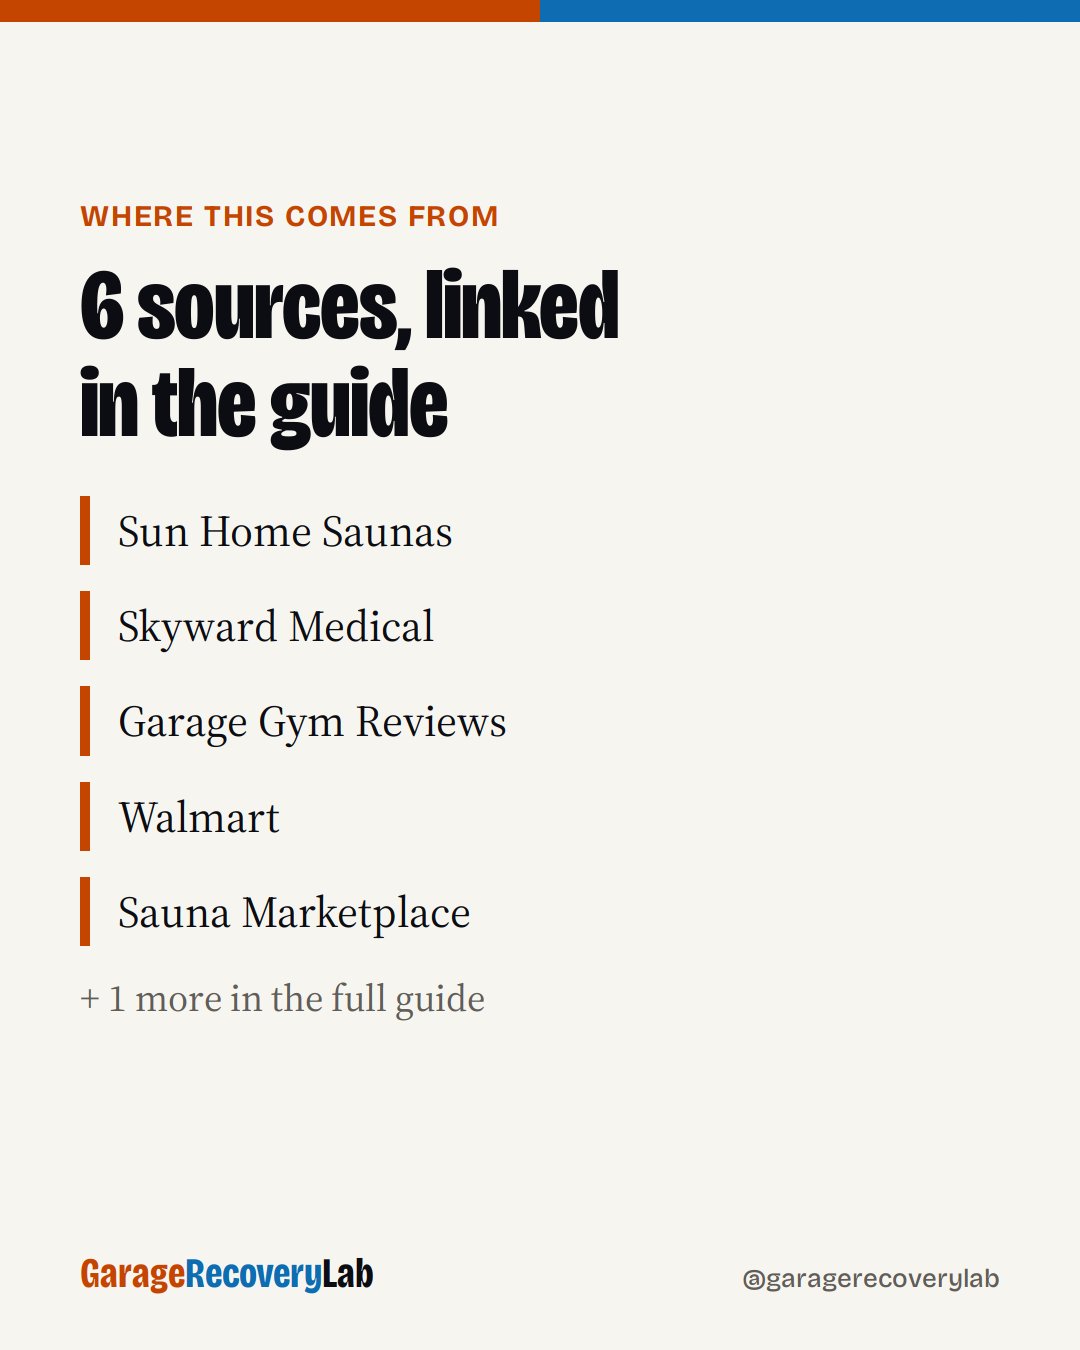 WHERE THIS COMES FROM
6 sources, linked
in the guide
Sun Home Saunas
Skyward Medical
Garage Gym Reviews
Walmart
Sauna Marketplace
+ 1 more in the full guide
GarageRecoveryLab
@garagerecoverylab